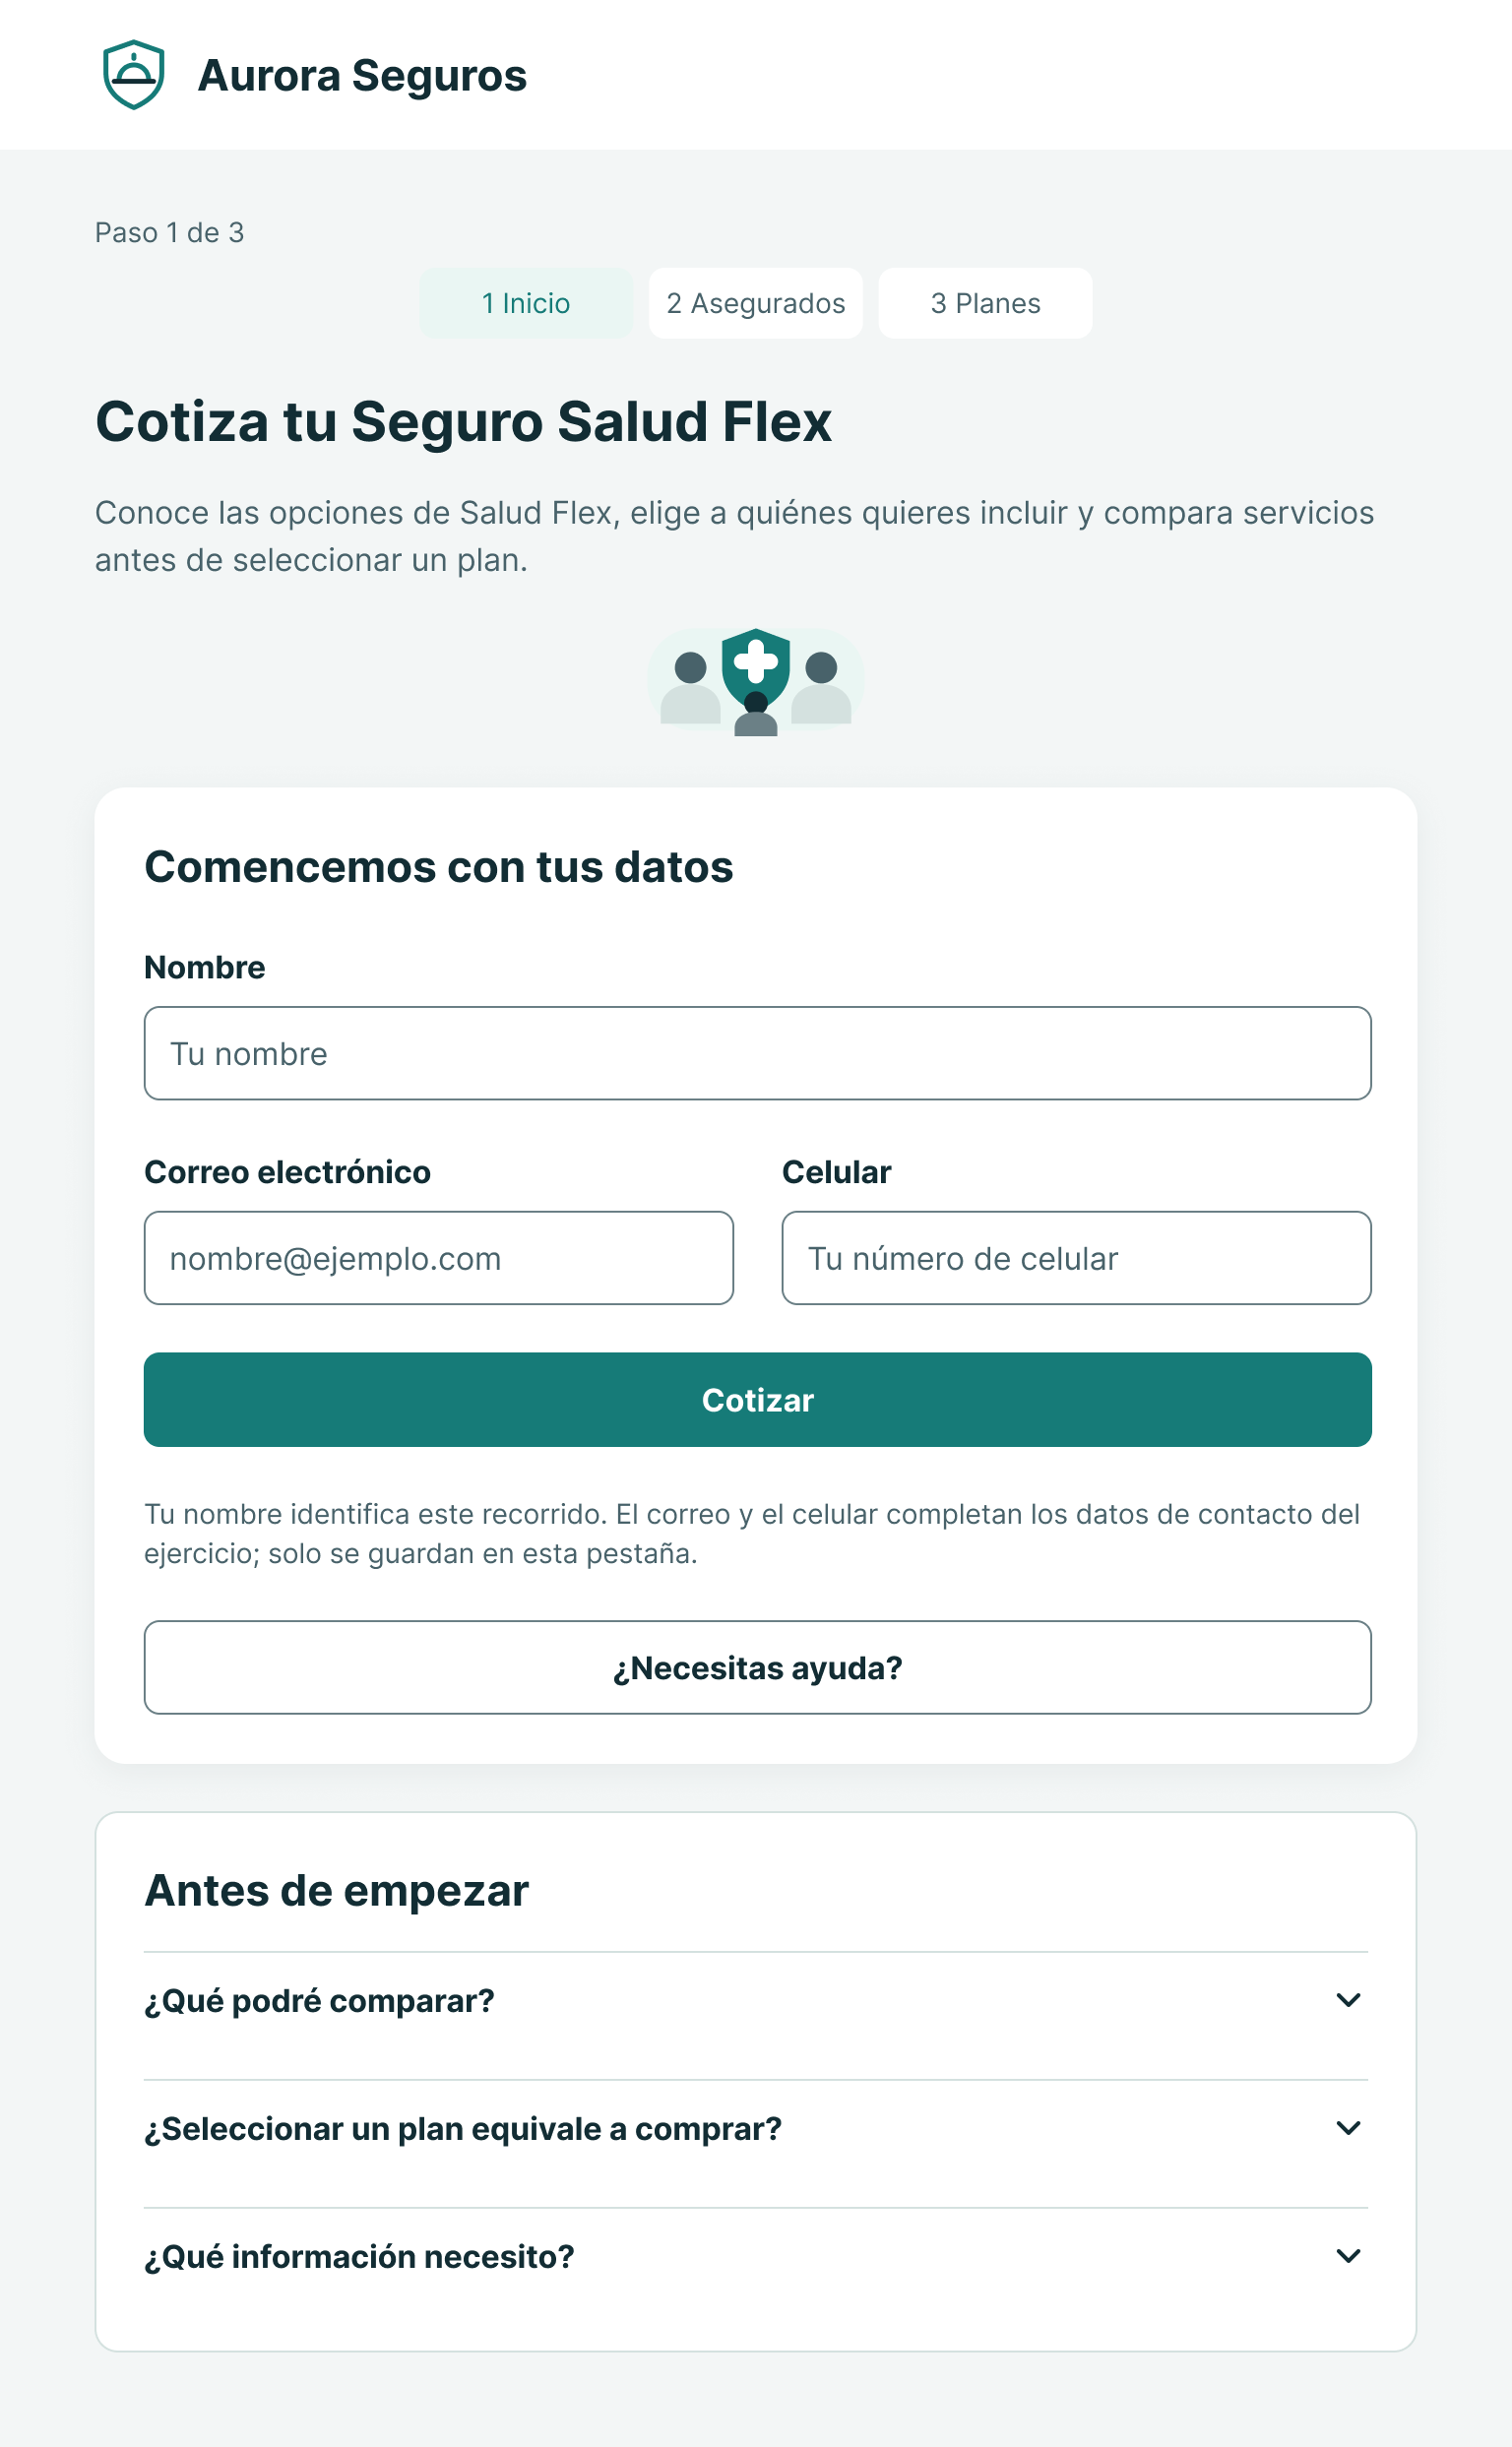 Aurora Seguros
Paso 1 de 3
1 Inicio
2 Asegurados
3 Planes
Cotiza tu Seguro Salud Flex
Conoce las opciones de Salud Flex, elige a quiénes quieres incluir y compara servicios
antes de seleccionar un plan.
Comencemos con tus datos
Nombre
Tu nombre
Correo electrónico
Celular
nombre@ejemplo.com
Tu número de celular
Cotizar
Tu nombre identifica este recorrido. El correo y el celular completan los datos de contacto del
ejercicio; solo se guardan en esta pestaña.
¿Necesitas ayuda?
Antes de empezar
¿Qué podré comparar?
¿Seleccionar un plan equivale a comprar?
¿Qué información necesito?